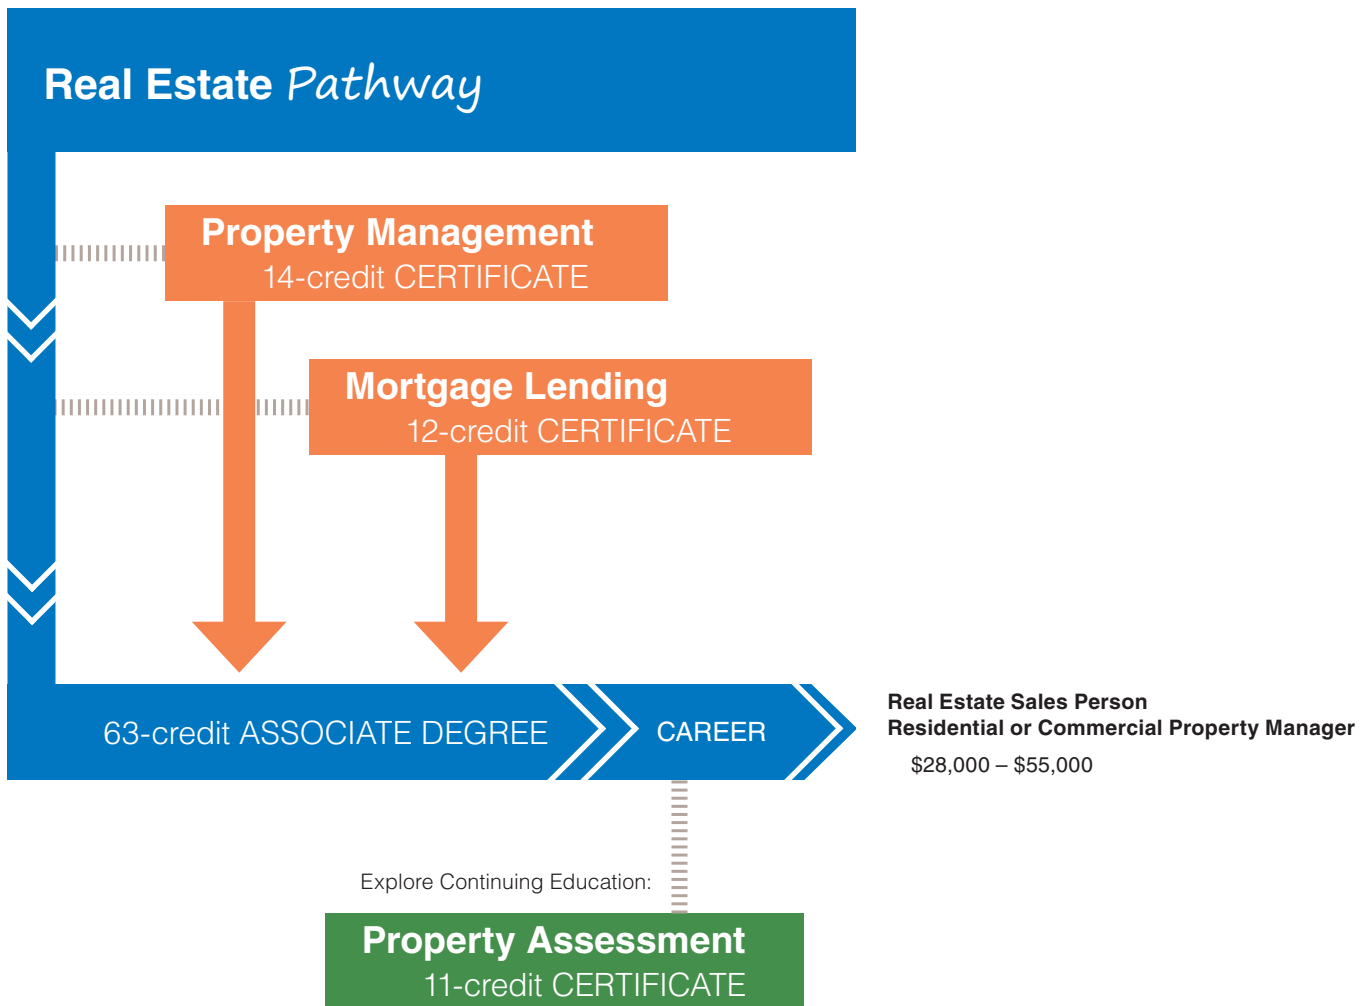 Real Estate Pathway
Property Management
14-credit CERTIFICATE
Mortgage Lending
12-credit CERTIFICATE
63-credit ASSOCIATE DEGREE
CAREER
Real Estate Sales Person
Residential or Commercial Property Manager
$28,000 – $55,000
Explore Continuing Education:
Property Assessment
11-credit CERTIFICATE